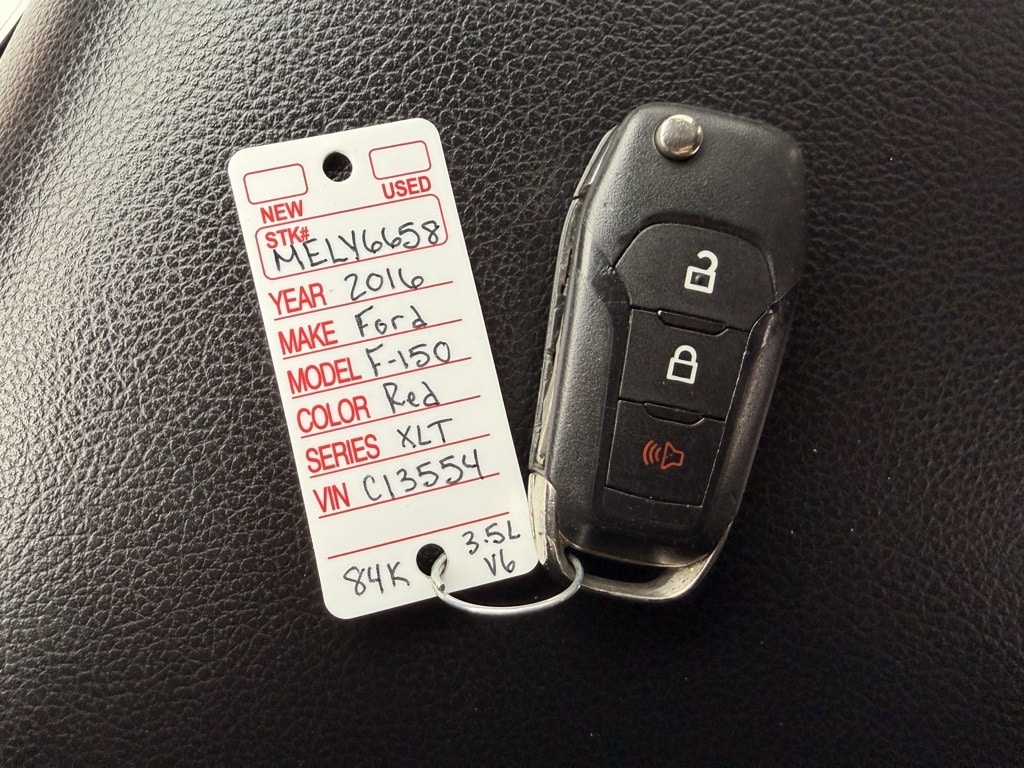 NEW USED
STK# MELY6658
YEAR 2016
MAKE Ford
MODEL F-150
COLOR Red
SERIES XLT
VIN C13554
84K 3.5L
V6